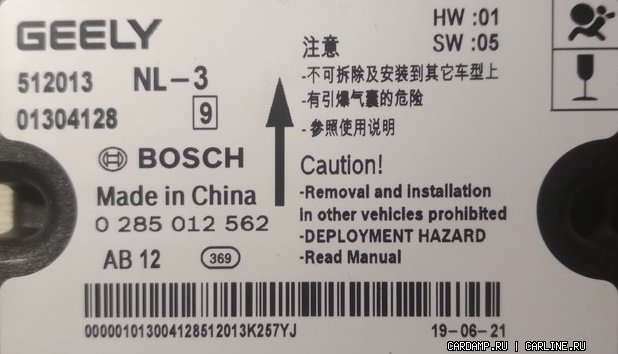 GEELY
512013 NL-3
01304128 9
BOSCH
Made in China
0 285 012 562
AB 12 369
HW :01
SW :05
注意
-不可拆除及安装到其它车型上
-有引爆气囊的危险
-参照使用说明
Caution!
-Removal and installation
in other vehicles prohibited
-DEPLOYMENT HAZARD
-Read Manual
00000101300412851​2013K257YJ
19-06-21
CARDAMP.RU | CARLINE.RU